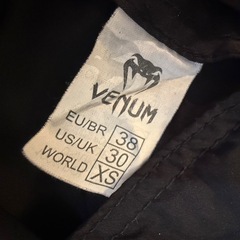 VENUM
EU/BR 38
US/UK 30
WORLD XS